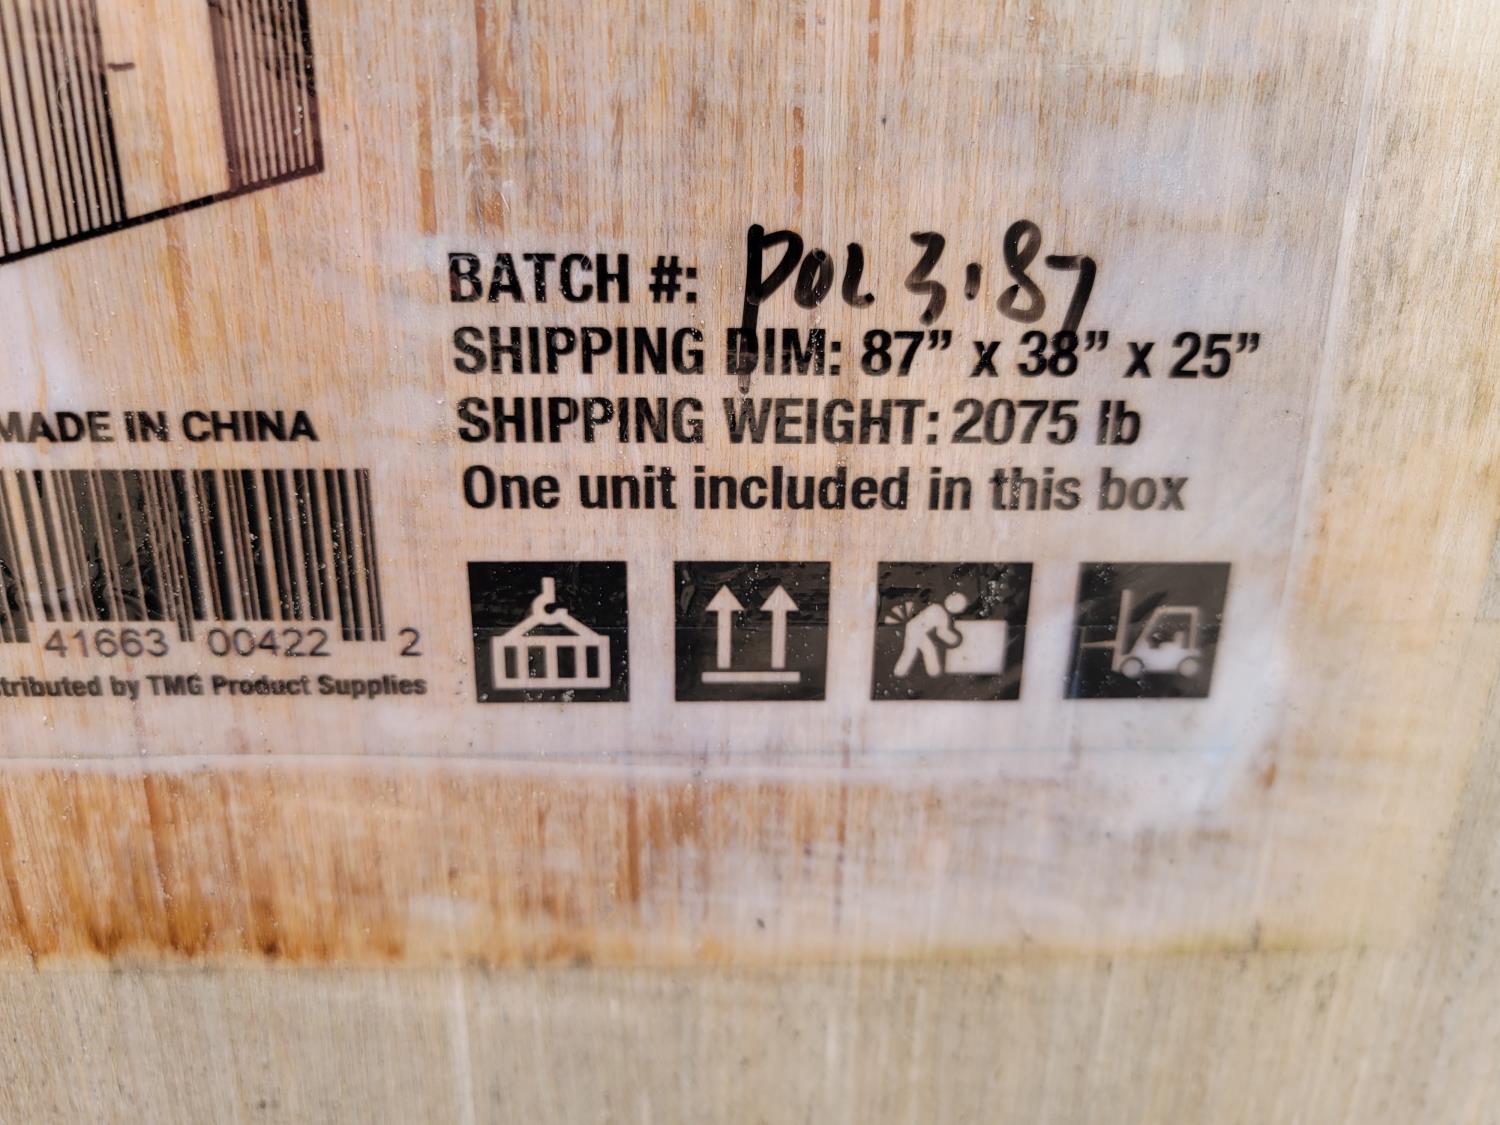 BATCH #: POL 3.87
SHIPPING DIM: 87” x 38” x 25”
SHIPPING WEIGHT: 2075 lb
One unit included in this box
MADE IN CHINA
41663 00422 2
tributed by TMG Product Supplies